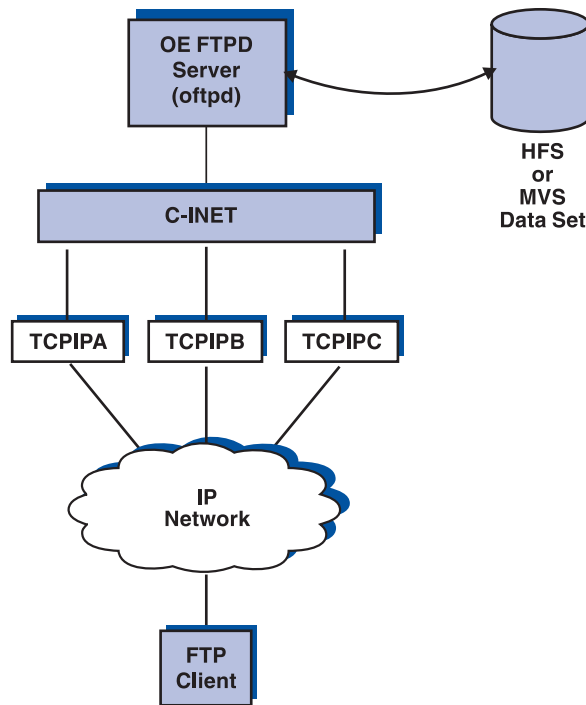 OE FTPD
Server
(oftpd)
HFS
or
MVS
Data Set
C-INET
TCPIPA
TCPIPB
TCPIPC
IP
Network
FTP
Client